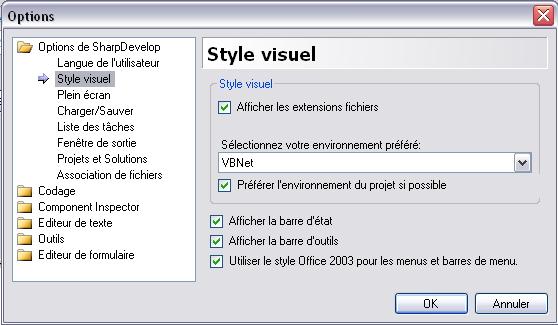 Options
Options de SharpDevelop
Langue de l'utilisateur
Style visuel
Plein écran
Charger/Sauver
Liste des tâches
Fenêtre de sortie
Projets et Solutions
Association de fichiers
Codage
Component Inspector
Editeur de texte
Outils
Editeur de formulaire
Style visuel
Style visuel
Afficher les extensions fichiers
Sélectionnez votre environnement préféré:
VBNet
Préférer l'environnement du projet si possible
Afficher la barre d'état
Afficher la barre d'outils
Utiliser le style Office 2003 pour les menus et barres de menu.
OK
Annuler